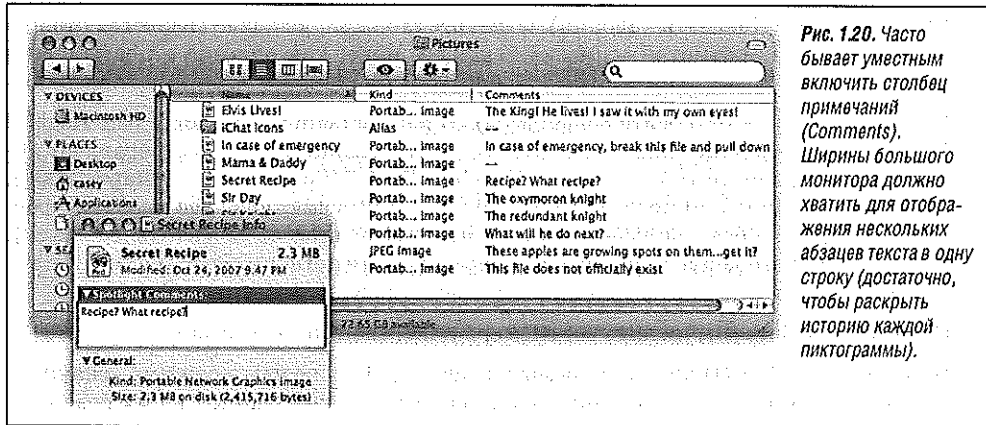 Pictures
Name Kind Comments
DEVICES
Macintosh HD
PLACES
Desktop
casey
Applications
Elvis Lives! Portab... image The King! He lives! I saw it with my own eyes!
iChat Icons Alias --
In case of emergency Portab... image In case of emergency, break this file and pull down
Mama & Daddy Portab... image --
Secret Recipe Portab... image Recipe? What recipe?
Sir Day Portab... image The oxymoron knight
Portab... image The redundant knight
Portab... image What will he do next?
JPEG image These apples are growing spots on them...get it?
Portab... image This file does not officially exist
Secret Recipe Info
Secret Recipe 2.3 MB
Modified: Oct 24, 2007 9:47 PM
Spotlight Comments:
Recipe? What recipe?
General:
Kind: Portable Network Graphics image
Size: 2.3 MB on disk (2,415,716 bytes)
available
Рис. 1.20. Часто
бывает уместным
включить столбец
примечаний
(Comments).
Ширины большого
монитора должно
хватить для отобра-
жения нескольких
абзацев текста в одну
строку (достаточно,
чтобы раскрыть
историю каждой
пиктограммы).